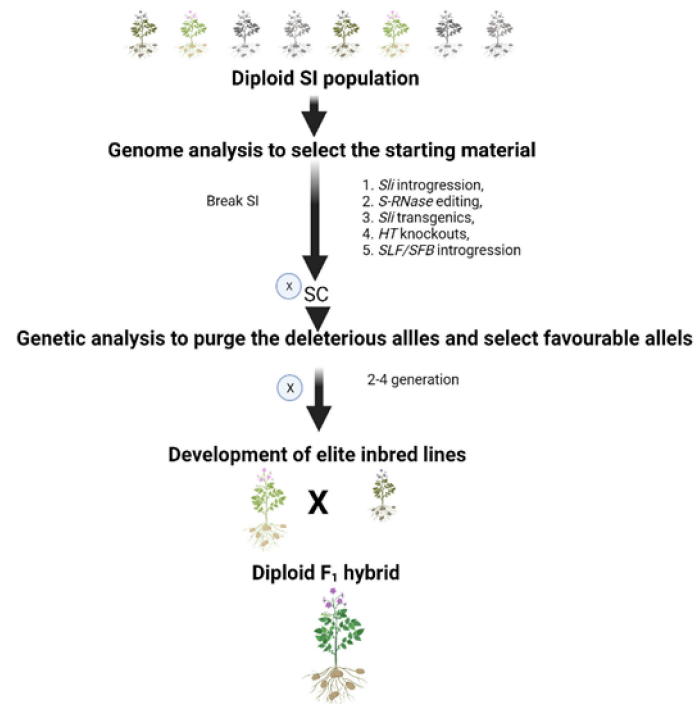 Diploid SI population
Genome analysis to select the starting material
Break SI
1. Sli introgression,
2. S-RNase editing,
3. Sli transgenics,
4. HT knockouts,
5. SLF/SFB introgression
X
SC
Genetic analysis to purge the deleterious allles and select favourable allels
X
2-4 generation
Development of elite inbred lines
X
Diploid F₁ hybrid